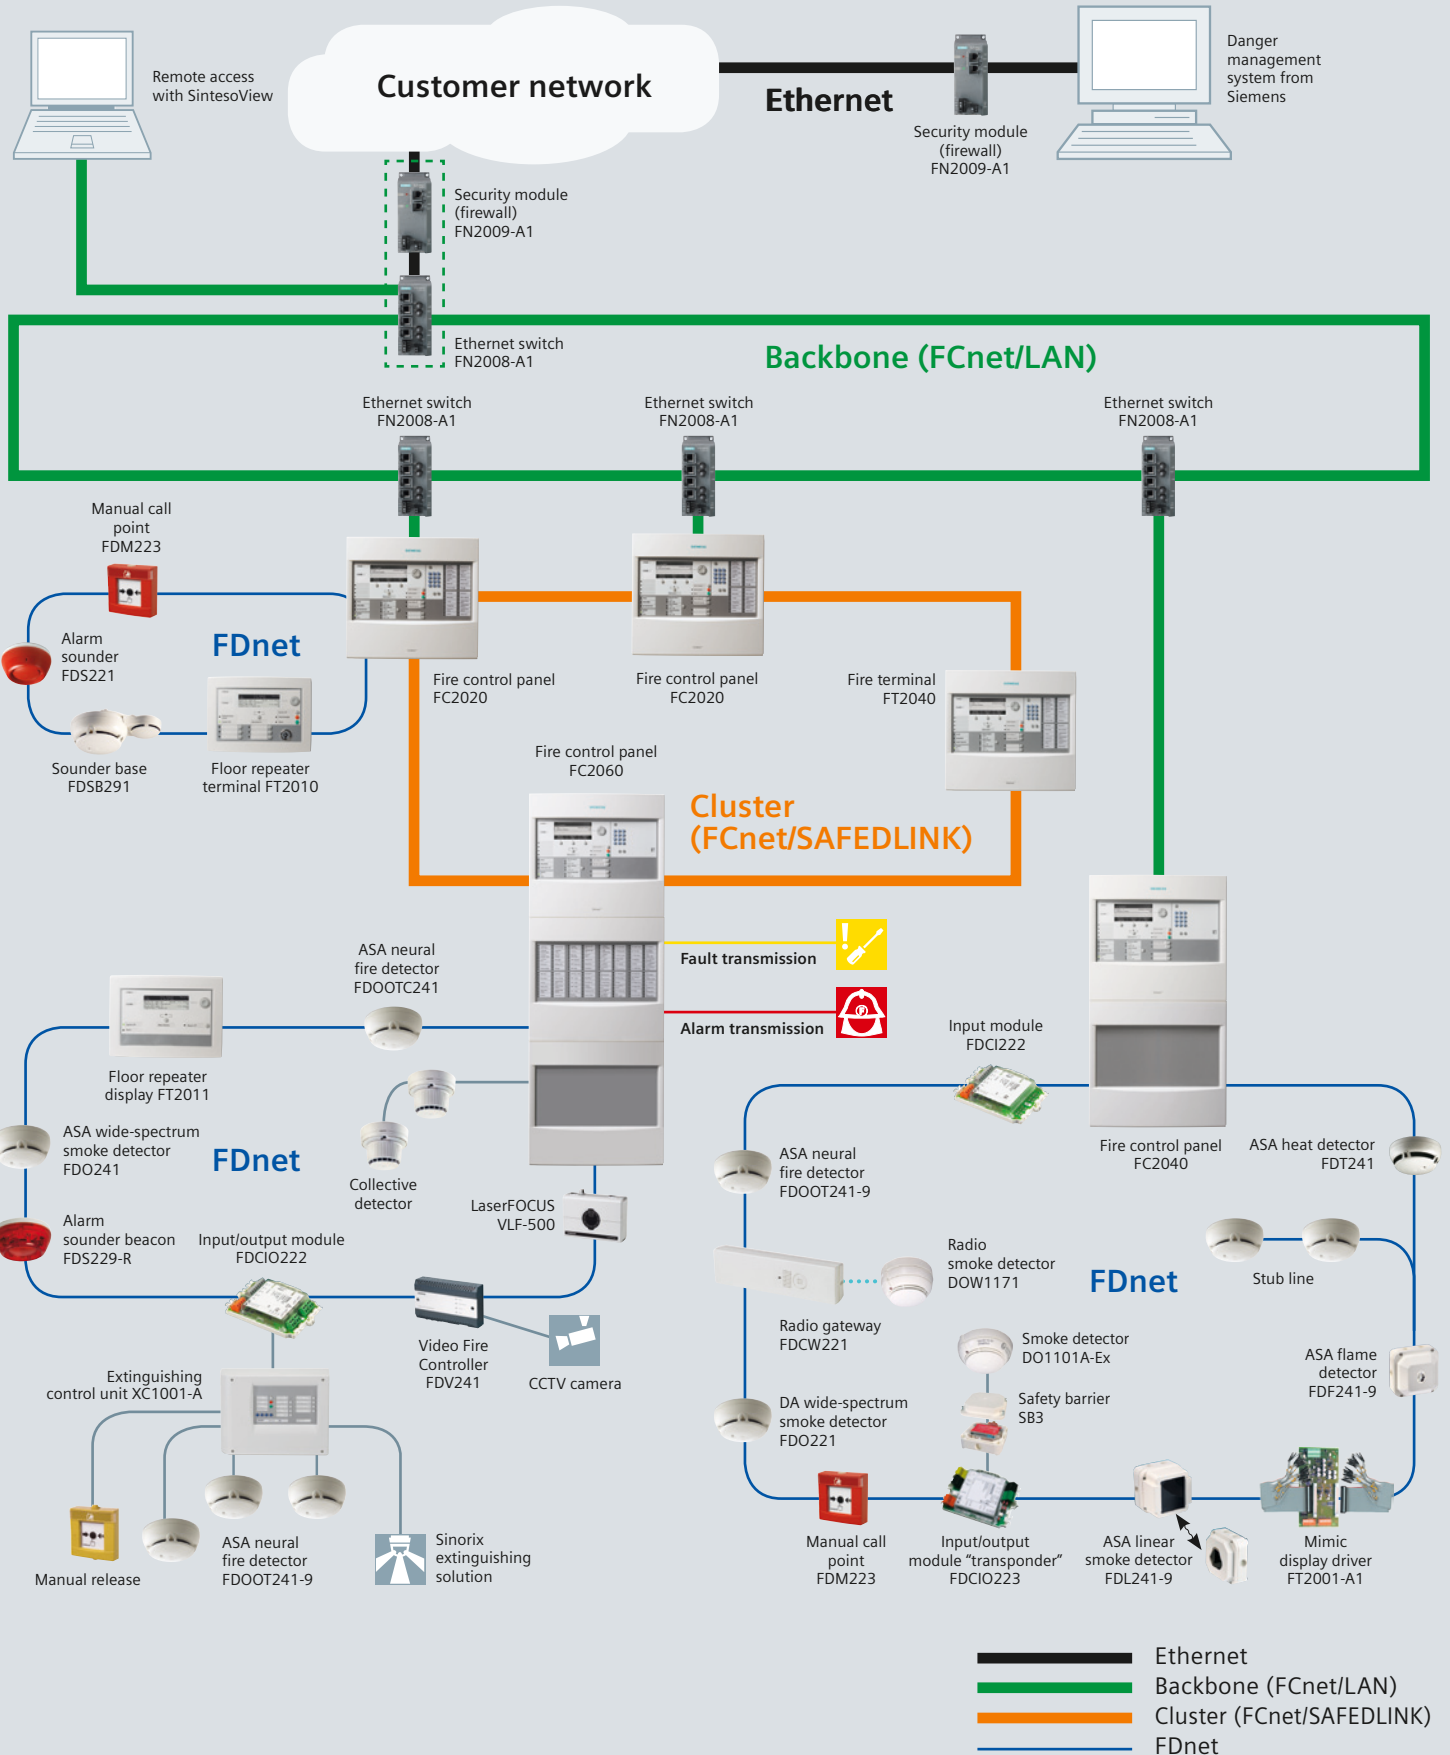 Remote access
with SintesoView
Customer network
Ethernet
Security module
(firewall)
FN2009-A1
Danger
management
system from
Siemens
Security module
(firewall)
FN2009-A1
Ethernet switch
FN2008-A1
Backbone (FCnet/LAN)
Ethernet switch
FN2008-A1
Ethernet switch
FN2008-A1
Ethernet switch
FN2008-A1
Manual call
point
FDM223
Alarm
sounder
FDS221
FDnet
Sounder base
FDSB291
Floor repeater
terminal FT2010
Fire control panel
FC2020
Fire control panel
FC2020
Fire terminal
FT2040
Fire control panel
FC2060
Cluster
(FCnet/SAFEDLINK)
Fault transmission
Alarm transmission
ASA neural
fire detector
FDOOTC241
Floor repeater
display FT2011
ASA wide-spectrum
smoke detector
FDO241
FDnet
Collective
detector
Alarm
sounder beacon
FDS229-R
Input/output module
FDCIO222
LaserFOCUS
VLF-500
Video Fire
Controller
FDV241
CCTV camera
Extinguishing
control unit XC1001-A
Manual release
ASA neural
fire detector
FDOOT241-9
Sinorix
extinguishing
solution
Input module
FDCI222
Fire control panel
FC2040
ASA heat detector
FDT241
ASA neural
fire detector
FDOOT241-9
Radio
smoke detector
DOW1171
FDnet
Stub line
Radio gateway
FDCW221
Smoke detector
DO1101A-Ex
Safety barrier
SB3
ASA flame
detector
FDF241-9
DA wide-spectrum
smoke detector
FDO221
Manual call
point
FDM223
Input/output
module “transponder”
FDCIO223
ASA linear
smoke detector
FDL241-9
Mimic
display driver
FT2001-A1
Ethernet
Backbone (FCnet/LAN)
Cluster (FCnet/SAFEDLINK)
FDnet